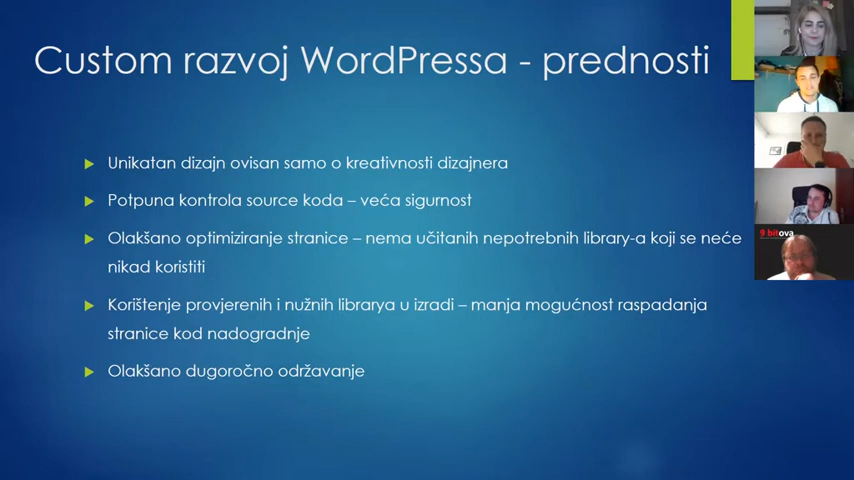 Custom razvoj WordPressa - prednosti
Unikatan dizajn ovisan samo o kreativnosti dizajnera
Potpuna kontrola source koda – veća sigurnost
Olakšano optimiziranje stranice – nema učitanih nepotrebnih library-a koji se neće
nikad koristiti
Korištenje provjerenih i nužnih librarya u izradi – manja mogućnost raspadanja
stranice kod nadogradnje
Olakšano dugoročno održavanje
9 bitova